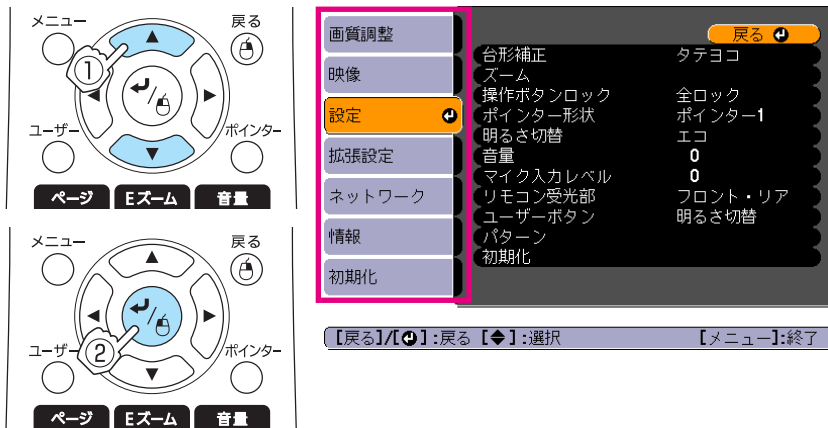 メニュー
戻る
①
ユーザー
ポインター
ページ
Eズーム
音量
メニュー
戻る
②
ユーザー
ポインター
ページ
Eズーム
音量
画質調整
映像
設定
拡張設定
ネットワーク
情報
初期化
戻る
台形補正 タテヨコ
ズーム
操作ボタンロック 全ロック
ポインター形状 ポインター1
明るさ切替 エコ
音量 0
マイク入力レベル 0
リモコン受光部 フロント・リア
ユーザーボタン 明るさ切替
パターン
初期化
【戻る】/【⏎】:戻る 【◆】:選択 【メニュー】:終了